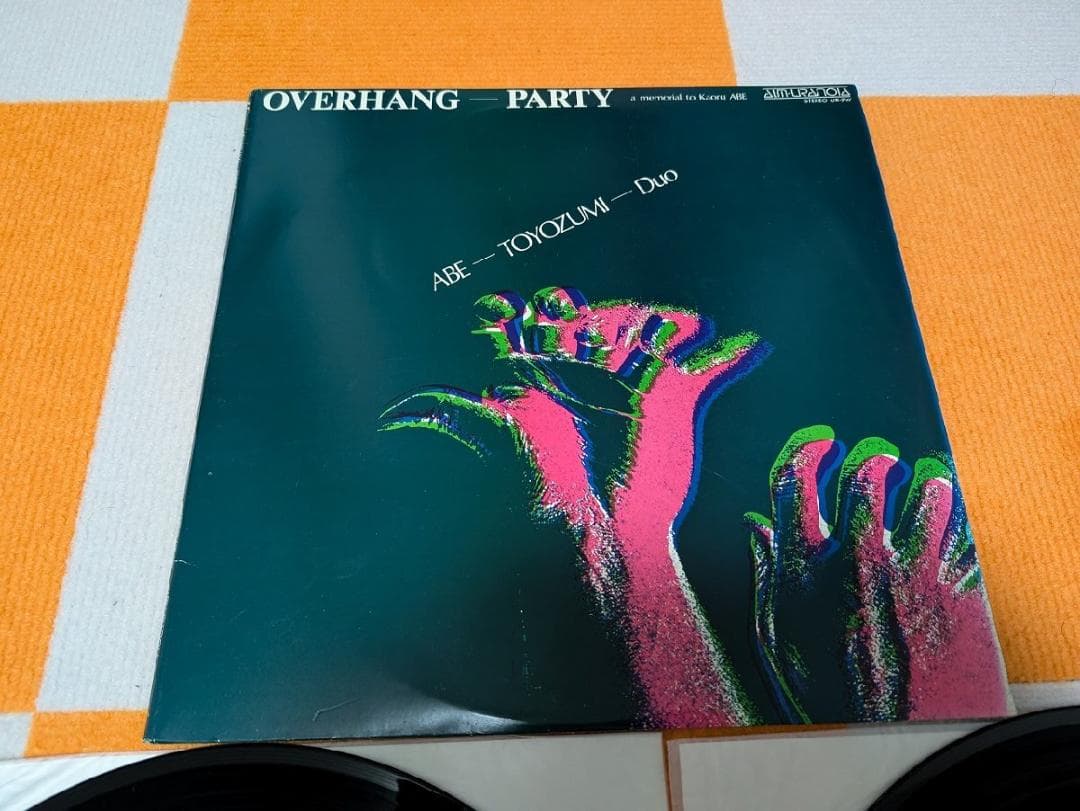 OVERHANG — PARTY a memorial to Kaoru ABE
STEREO
ABE — TOYOZUMI — Duo